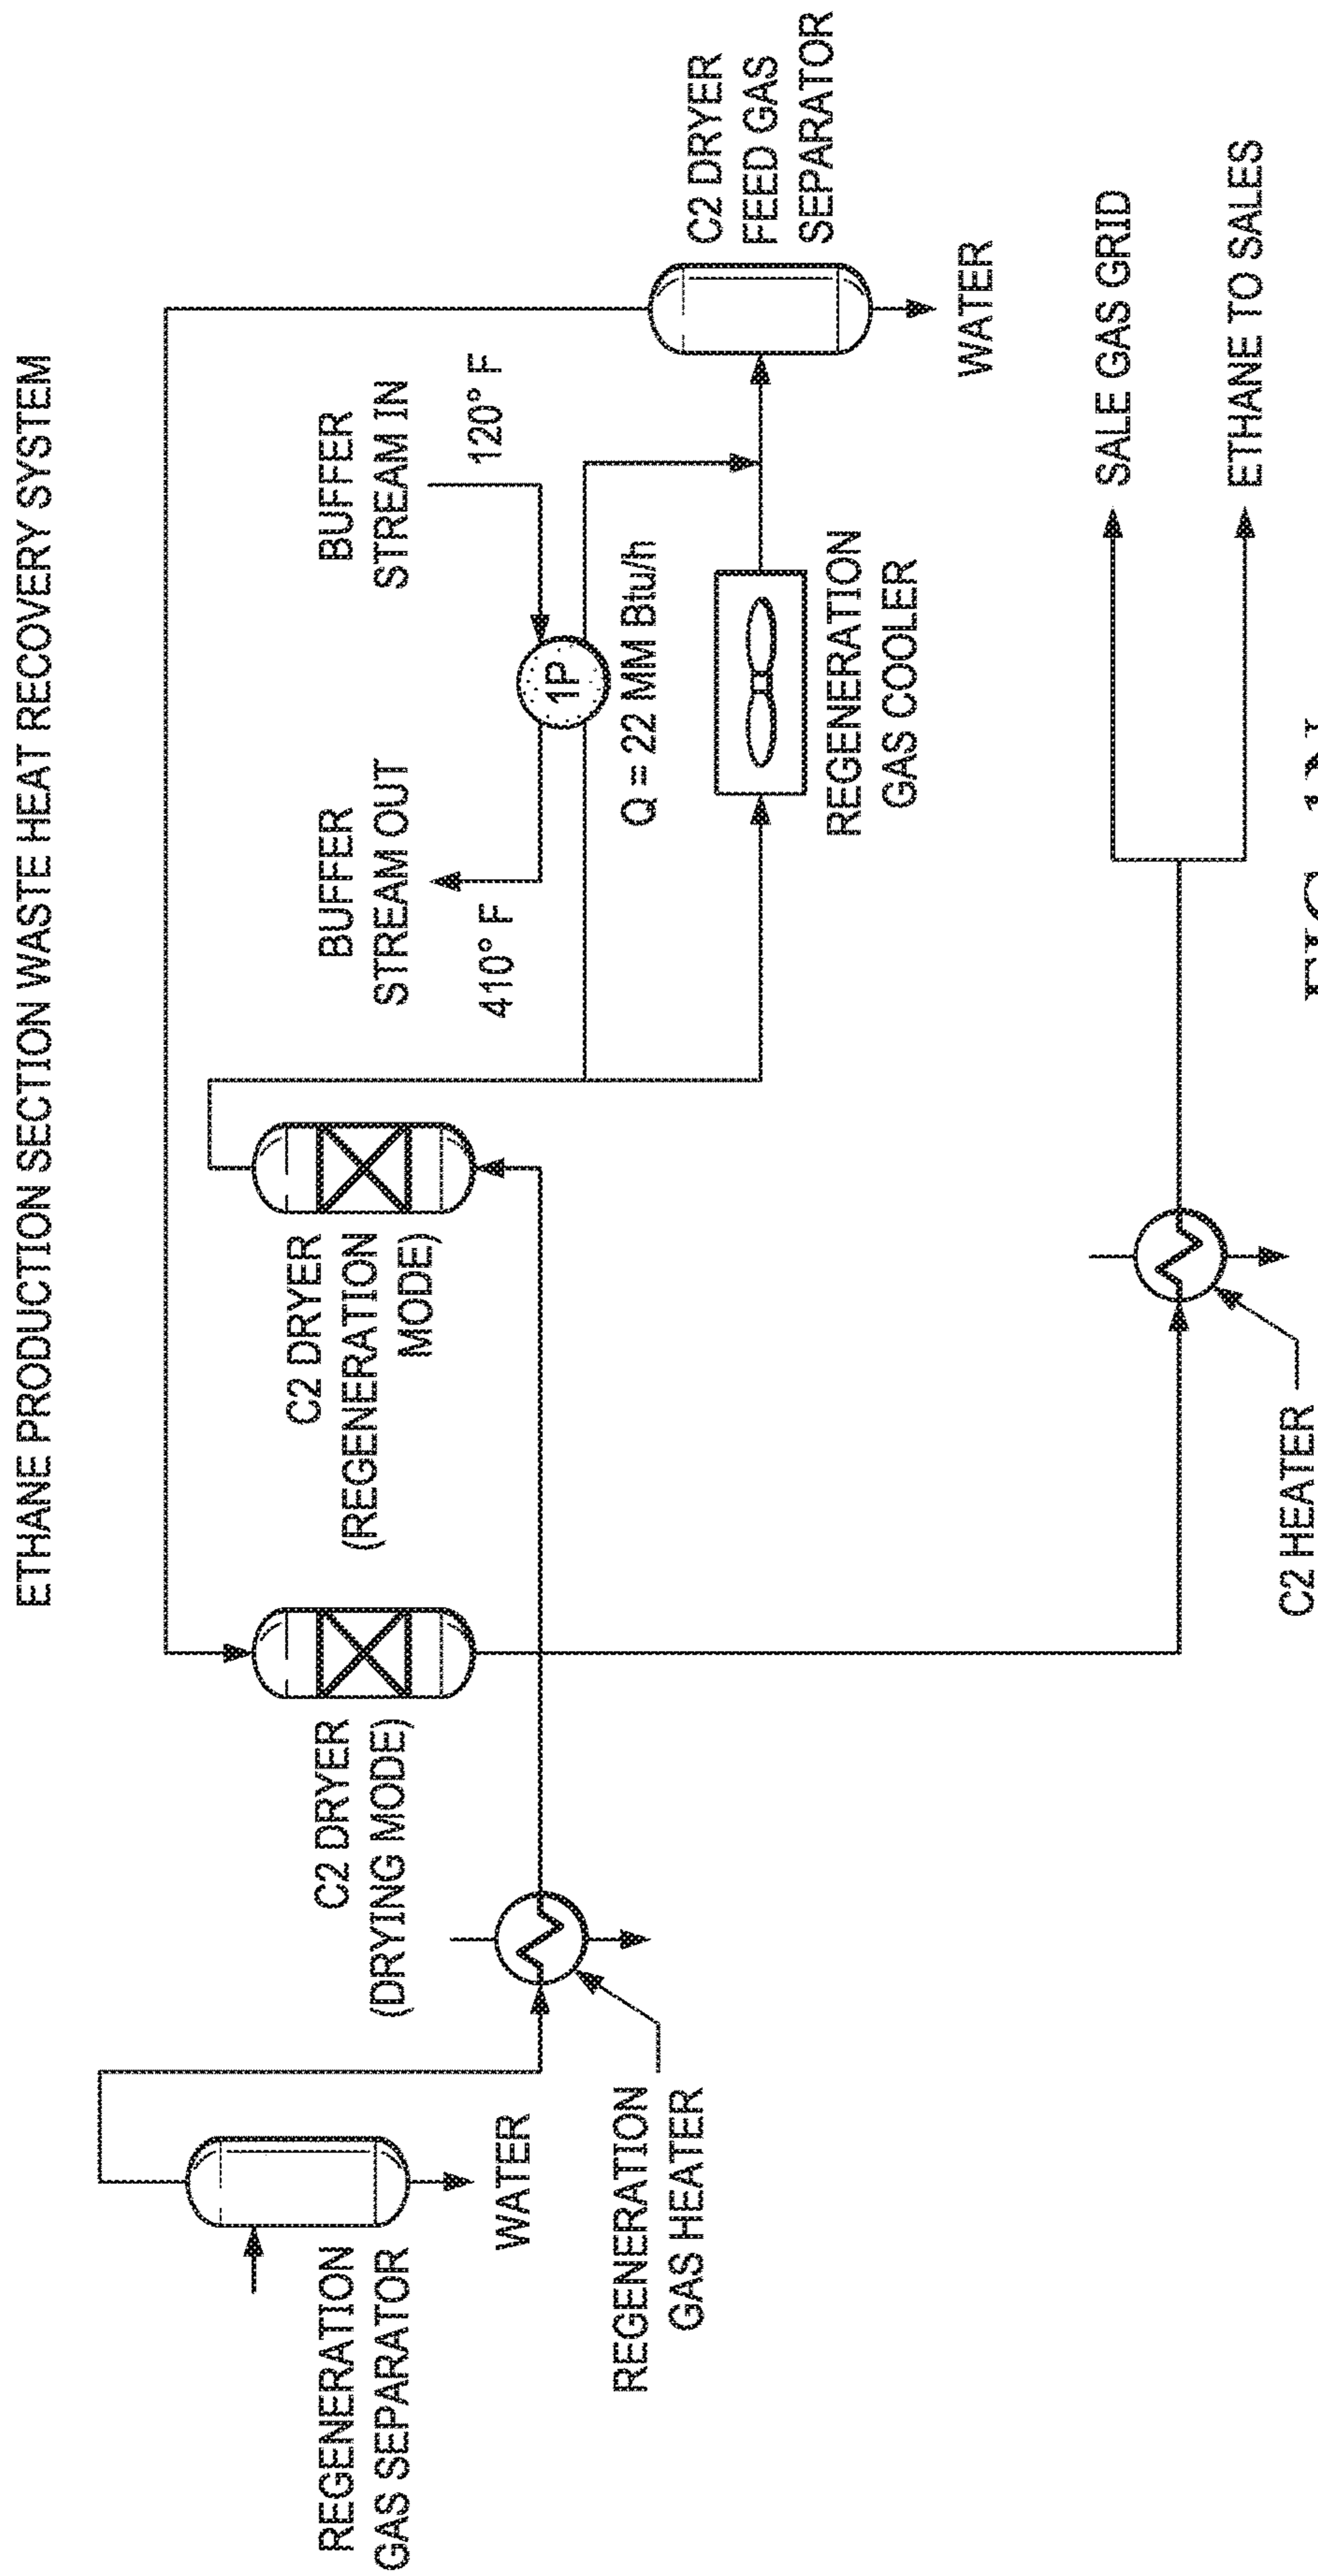 ETHANE PRODUCTION SECTION WASTE HEAT RECOVERY SYSTEM
REGENERATION
GAS SEPARATOR
WATER
REGENERATION
GAS HEATER
C2 DRYER
(DRYING MODE)
C2 DRYER
(REGENERATION
MODE)
BUFFER
STREAM OUT
410° F
BUFFER
STREAM IN
120° F
1P
Q = 22 MM Btu/h
REGENERATION
GAS COOLER
C2 DRYER
FEED GAS
SEPARATOR
WATER
SALE GAS GRID
ETHANE TO SALES
C2 HEATER